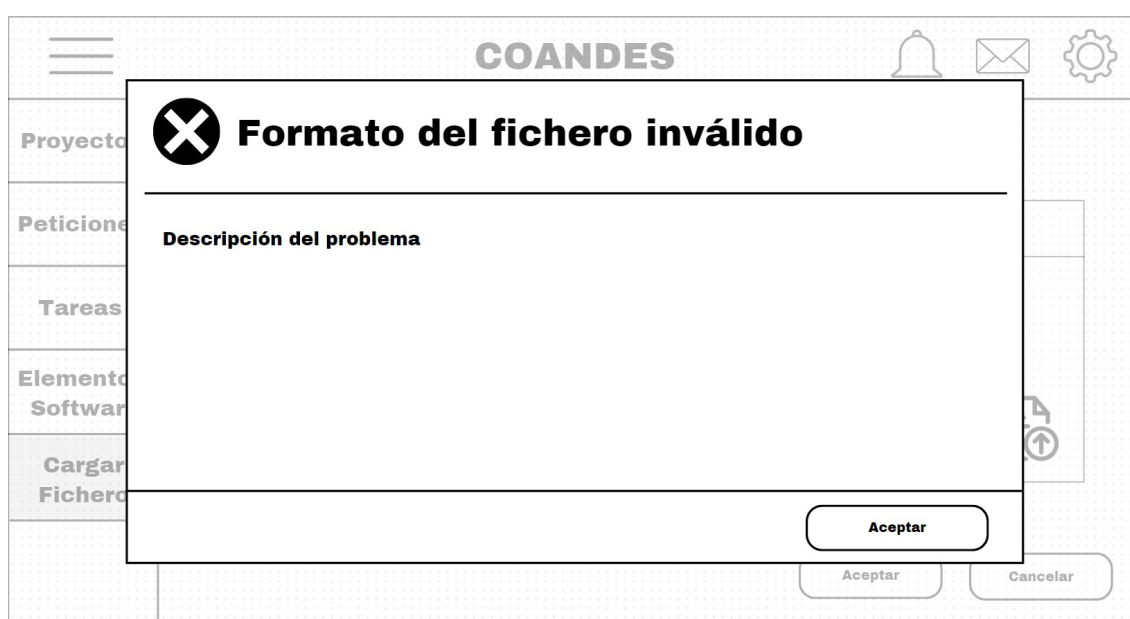 COANDES
Formato del fichero inválido
Proyecto
Peticione
Descripción del problema
Tareas
Elemento
Softwar
Cargar
Fichero
Aceptar
Aceptar
Cancelar